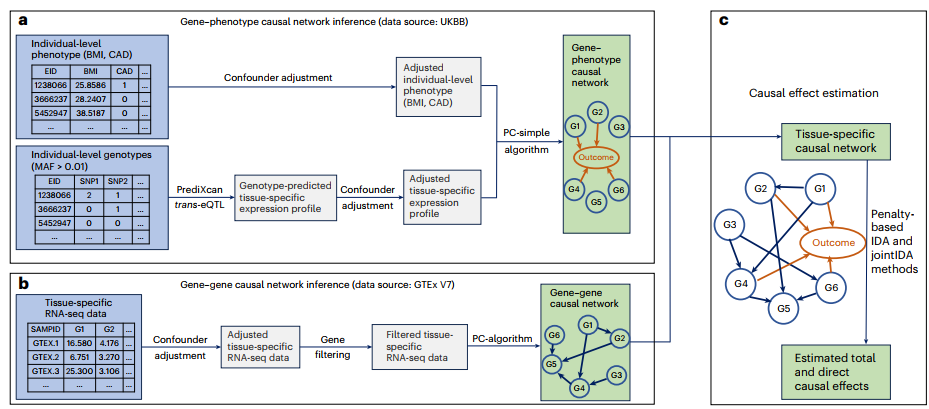 a
Gene–phenotype causal network inference (data source: UKBB)
Individual-level
phenotype (BMI, CAD)
EID BMI CAD ...
1238066 25.8586 1 ...
3666237 28.2407 0
5452947 38.5187 0
... ... ...
Confounder adjustment
Adjusted
individual-level
phenotype
(BMI, CAD)
Individual-level genotypes
(MAF > 0.01)
EID SNP1 SNP2 ...
1238066 2 1 ...
3666237 0 1
5452947 0 0
... ... ...
PrediXcan
trans-eQTL
Genotype-predicted
tissue-specific
expression profile
Confounder
adjustment
Adjusted
tissue-specific
expression
profile
PC-simple
algorithm
Gene–
phenotype
causal
network
G1
G2
G3
Outcome
G4
G5
G6
b
Gene–gene causal network inference (data source: GTEx V7)
Tissue-specific
RNA-seq data
SAMPID G1 G2 ...
GTEX.1 16.580 4.176 ...
GTEX.2 6.751 3.270 ...
GTEX.3 25.300 3.106 ...
... ... ...
Confounder
adjustment
Adjusted
tissue-specific
RNA-seq data
Gene
filtering
Filtered tissue-
specific
RNA-seq data
PC-algorithm
Gene–gene
causal network
G1
G6
G2
G5
G3
G4
c
Causal effect estimation
Tissue-specific
causal network
G2
G1
G3
Outcome
G4
G6
G5
Penalty-
based
IDA and
jointIDA
methods
Estimated total
and direct
causal effects